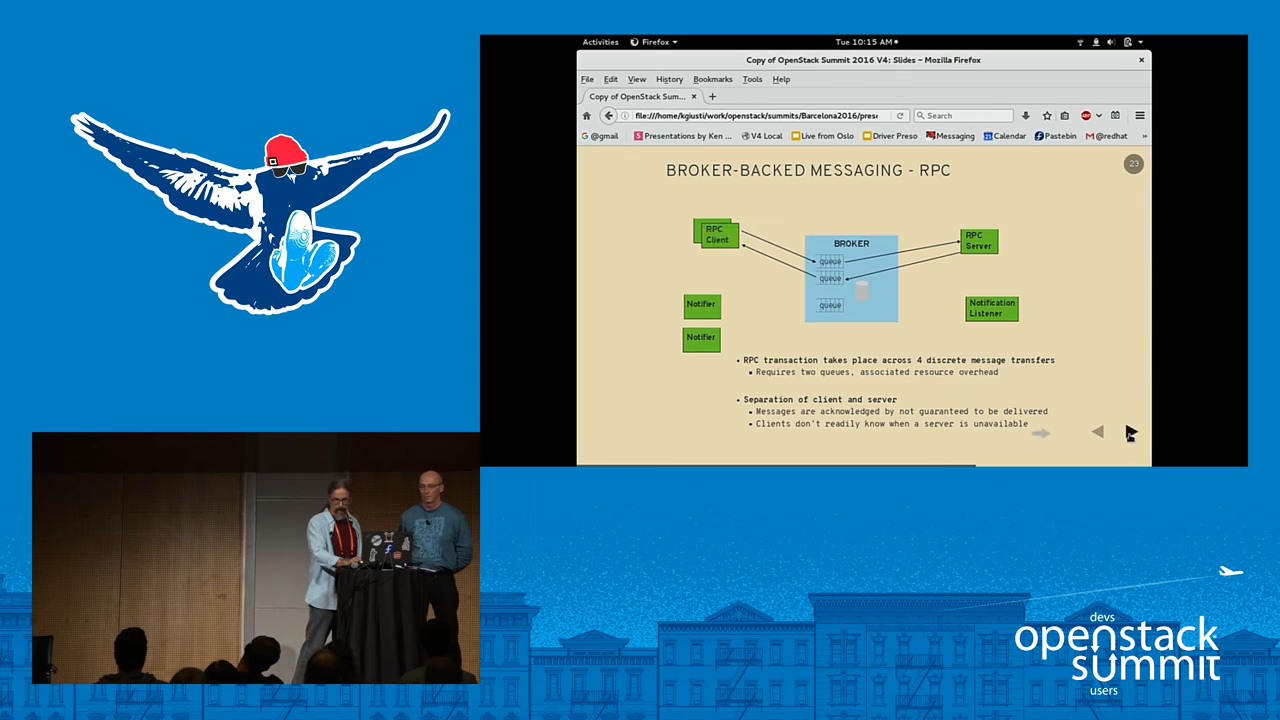 Activities Firefox Tue 10:15 AM
Copy of OpenStack Summit 2016 V4: Slides – Mozilla Firefox
File Edit View History Bookmarks Tools Help
Copy of OpenStack Sum...
file:///home/kgiusti/work/openstack/summits/Barcelona2016/prese Search
@gmail Presentations by Ken ... V4 Local Live from Oslo Driver Preso Messaging Calendar Pastebin @redhat
BROKER-BACKED MESSAGING - RPC
23
RPC
Client
BROKER
queue
queue
queue
RPC
Server
Notifier
Notifier
Notification
Listener
• RPC transaction takes place across 4 discrete message transfers
▪ Requires two queues, associated resource overhead
• Separation of client and server
▪ Messages are acknowledged by not guaranteed to be delivered
▪ Clients don't readily know when a server is unavailable
devs
openstack
summit
users